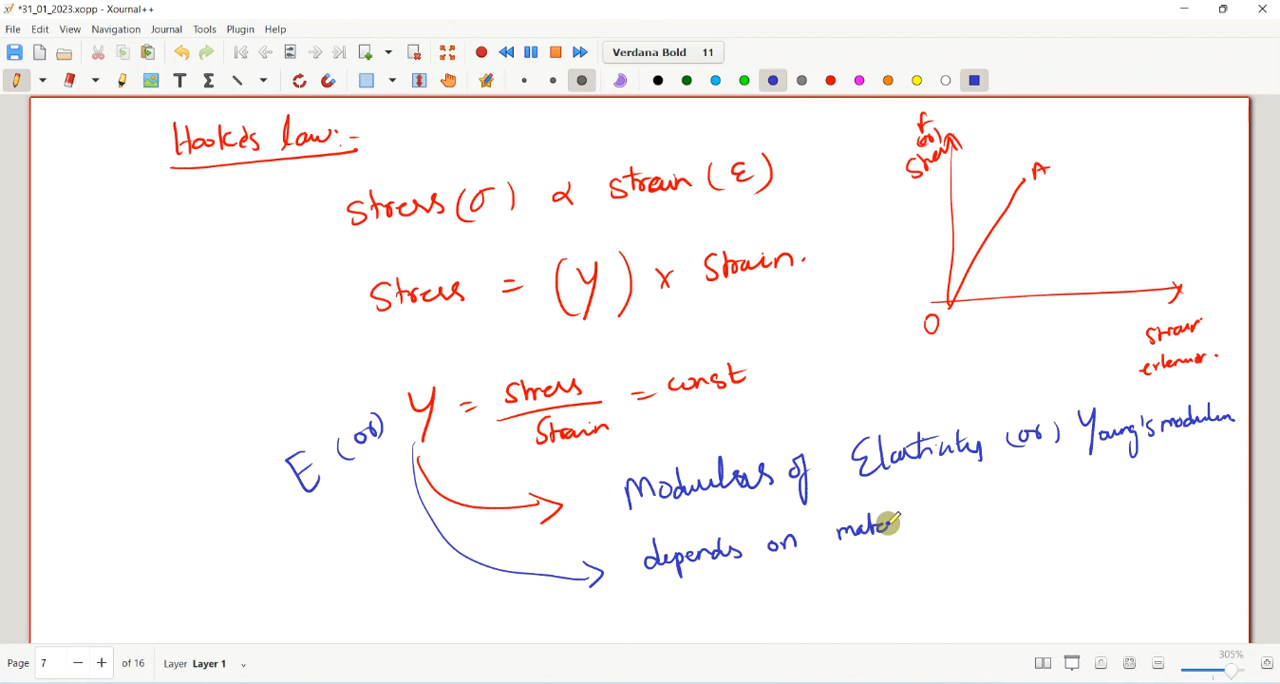 *31_01_2023.xopp - Xournal++
File Edit View Navigation Journal Tools Plugin Help
Verdana Bold 11
Hooke's law:-
Stress (σ) ∝ Strain (ε)
Stress = (Y) × Strain.
E (or) Y = Stress / Strain = const
Modulus of Elasticity (or) Young's modulus
depends on mate
F
(or)
Stress
A
O
Strain
Page 7 of 16 Layer Layer 1
305%